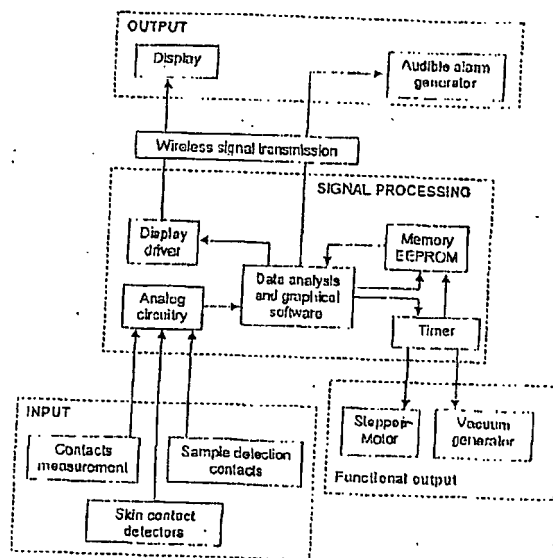 OUTPUT
Display
Audible alarm
generator
Wireless signal transmission
SIGNAL PROCESSING
Display
driver
Memory
EEPROM
Data analysis
and graphical
software
Analog
circuitry
Timer
INPUT
Contacts
measurement
Sample detection
contacts
Skin contact
detectors
Stepper
Motor
Vacuum
generator
Functional output